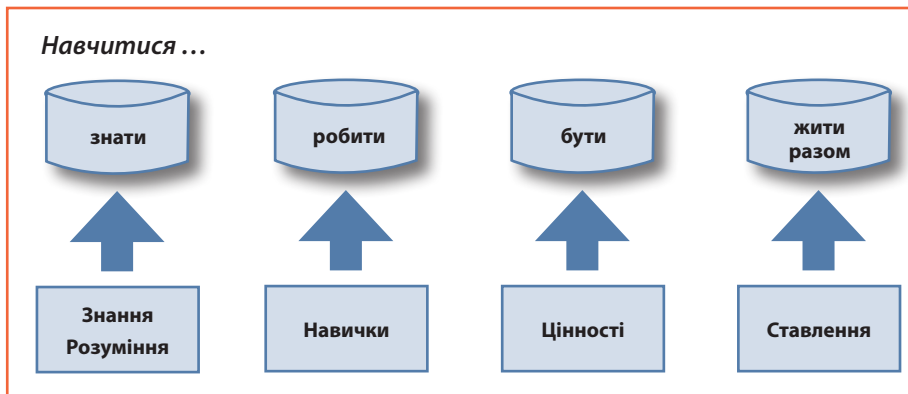 Навчитися …
знати
робити
бути
жити
разом
Знання
Розуміння
Навички
Цінності
Ставлення